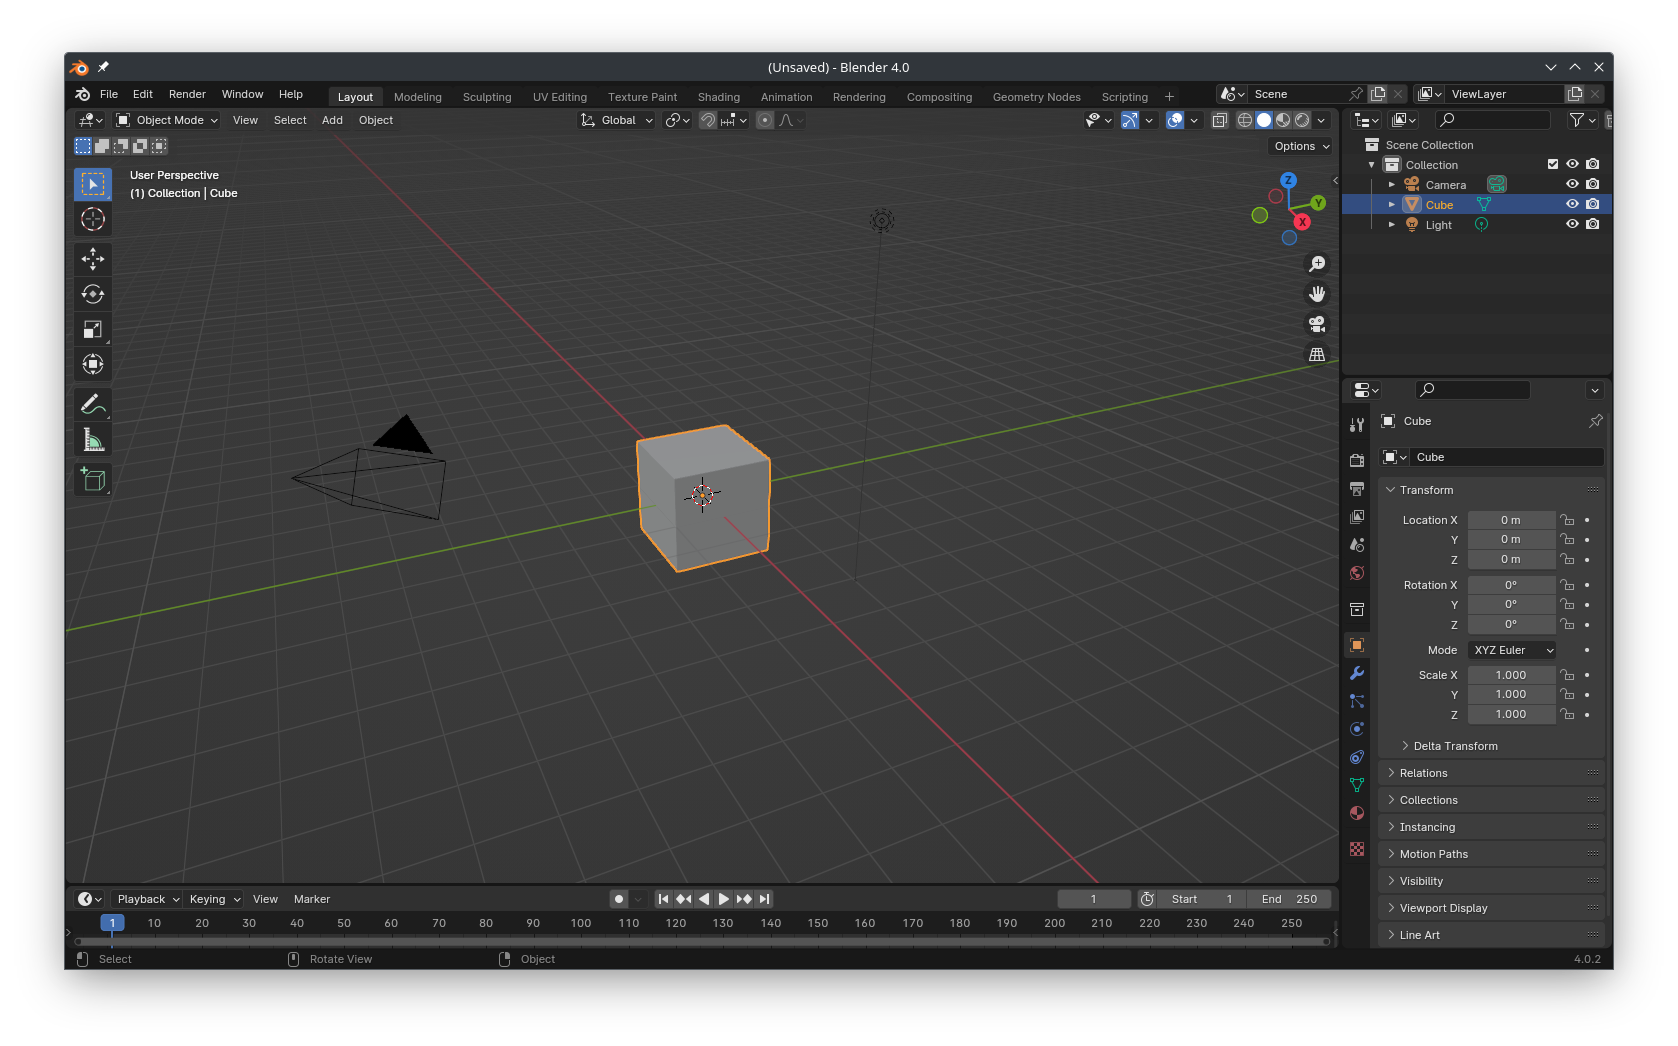 (Unsaved) - Blender 4.0
File Edit Render Window Help Layout Modeling Sculpting UV Editing Texture Paint Shading Animation Rendering Compositing Geometry Nodes Scripting + Scene ViewLayer
Object Mode View Select Add Object Global
Options
User Perspective
(1) Collection | Cube
Z
Y
X
Scene Collection
Collection
Camera
Cube
Light
Cube
Cube
Transform
Location X 0 m
Y 0 m
Z 0 m
Rotation X 0°
Y 0°
Z 0°
Mode XYZ Euler
Scale X 1.000
Y 1.000
Z 1.000
Delta Transform
Relations
Collections
Instancing
Motion Paths
Visibility
Viewport Display
Line Art
Playback Keying View Marker 1 Start 1 End 250
1 10 20 30 40 50 60 70 80 90 100 110 120 130 140 150 160 170 180 190 200 210 220 230 240 250
Select Rotate View Object 4.0.2